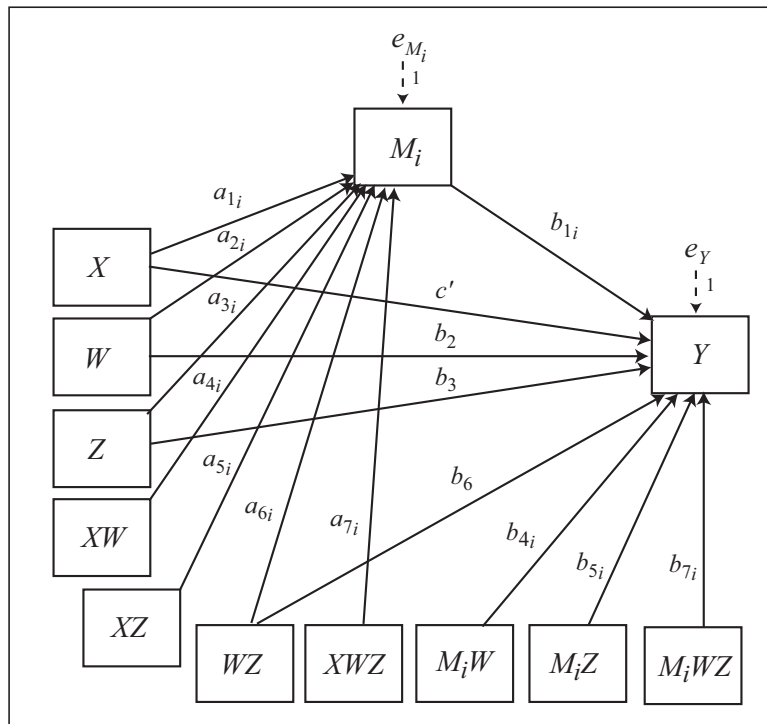 e_{M_i}
1
M_i
a_{1i}
a_{2i}
b_{1i}
X
e_Y
1
a_{3i}
c'
W
b_2
Y
a_{4i}
b_3
Z
a_{5i}
b_6
a_{6i}
a_{7i}
XW
b_{4i}
b_{5i}
b_{7i}
XZ
WZ
XWZ
M_iW
M_iZ
M_iWZ